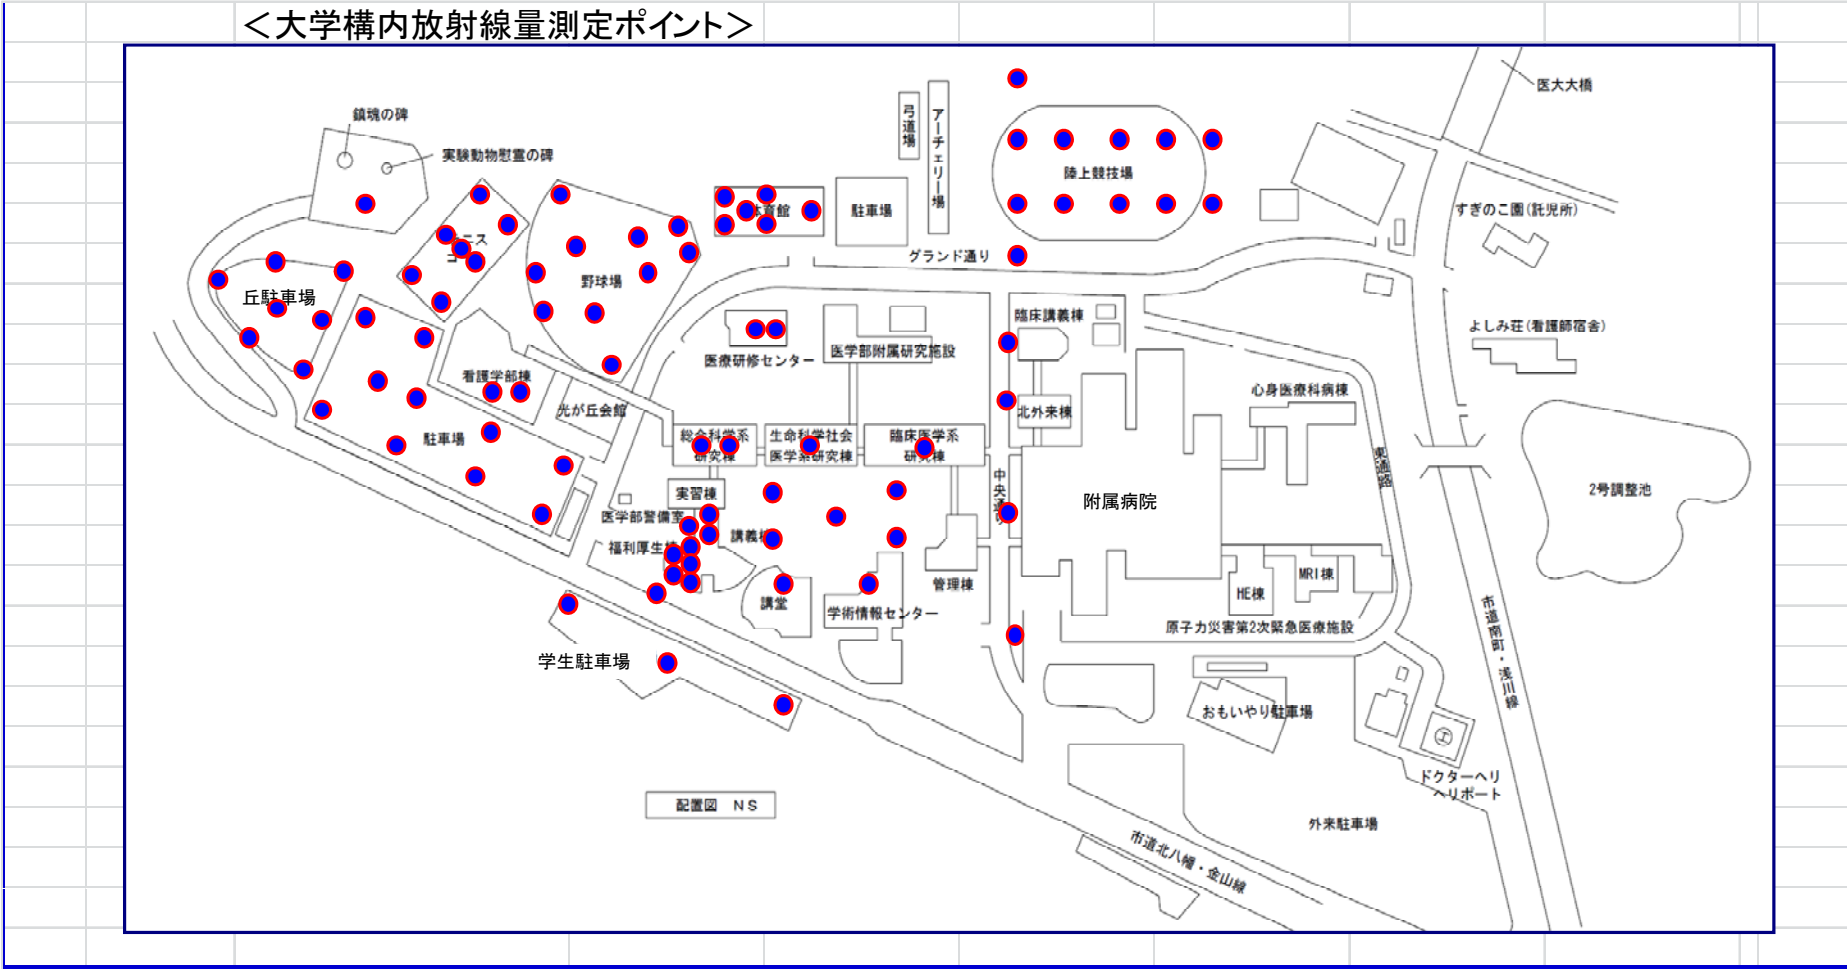 ＜大学構内放射線量測定ポイント＞
医大大橋
鎮魂の碑
実験動物慰霊の碑
弓道場
アーチェリー場
陸上競技場
体育館
駐車場
すぎのこ園(託児所)
グランド通り
野球場
丘駐車場
臨床講義棟
よしみ荘(看護師宿舎)
医療研修センター
医学部附属研究施設
看護学部棟
心身医療科病棟
光が丘会館
北外来棟
駐車場
総合科学系
研究棟
生命科学社会
医学系研究棟
臨床医学系
研究棟
東通路
中央通り
附属病院
2号調整池
実習棟
医学部警備室
講義棟
福利厚生棟
管理棟
MRI棟
HE棟
講堂
学術情報センター
原子力災害第2次緊急医療施設
市道南町・浅川線
学生駐車場
おもいやり駐車場
ドクターヘリ
ヘリポート
配置図　ＮＳ
外来駐車場
市道北八幡・金山線